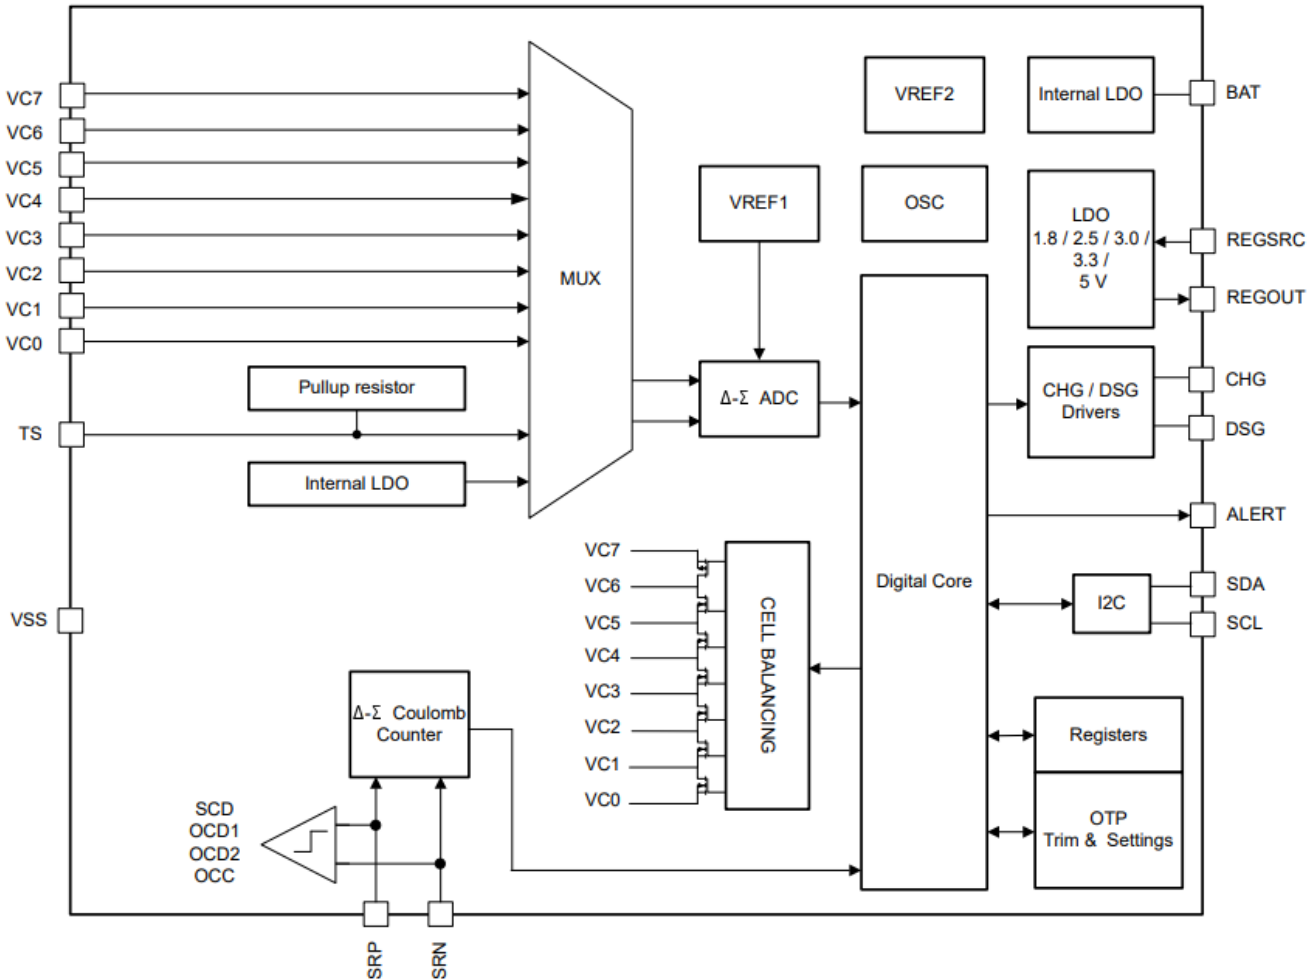 VC7
VC6
VC5
VC4
VC3
VC2
VC1
VC0
TS
VSS
Pullup resistor
Internal LDO
MUX
VREF1
Δ-Σ ADC
VREF2
OSC
Internal LDO
LDO
1.8 / 2.5 / 3.0 /
3.3 /
5 V
CHG / DSG
Drivers
Digital Core
I2C
Registers
OTP
Trim & Settings
BAT
REGSRC
REGOUT
CHG
DSG
ALERT
SDA
SCL
VC7
VC6
VC5
VC4
VC3
VC2
VC1
VC0
CELL BALANCING
Δ-Σ Coulomb
Counter
SCD
OCD1
OCD2
OCC
SRP
SRN